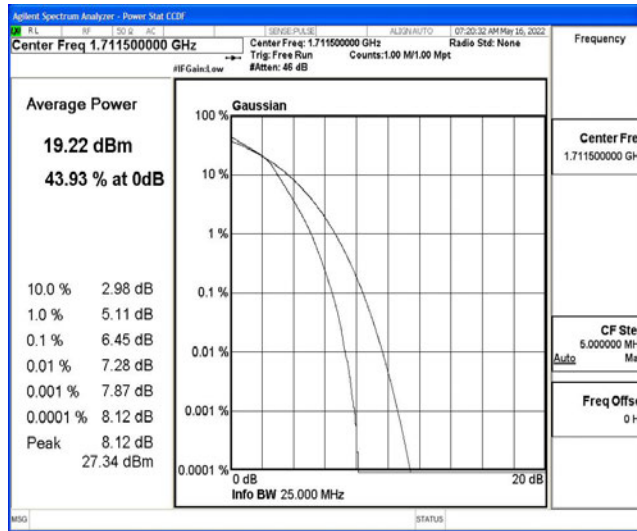 Agilent Spectrum Analyzer - Power Stat CCDF
RL RF 50 Ω AC SENSE:PULSE ALIGN AUTO 07:20:32 AM May 16, 2022
Center Freq 1.711500000 GHz
Center Freq: 1.711500000 GHz Radio Std: None
Trig: Free Run Counts:1.00 M/1.00 Mpt
#IFGain:Low #Atten: 46 dB
Frequency
Average Power
19.22 dBm
43.93 % at 0dB
10.0 % 2.98 dB
1.0 % 5.11 dB
0.1 % 6.45 dB
0.01 % 7.28 dB
0.001 % 7.87 dB
0.0001 % 8.12 dB
Peak 8.12 dB
27.34 dBm
Gaussian
100 %
10 %
1 %
0.1 %
0.01 %
0.001 %
0.0001 %
0 dB 20 dB
Info BW 25.000 MHz
Center Fre
1.711500000 GH
CF Ste
5.000000 MH
Auto Ma
Freq Offs
0 H
MSG STATUS